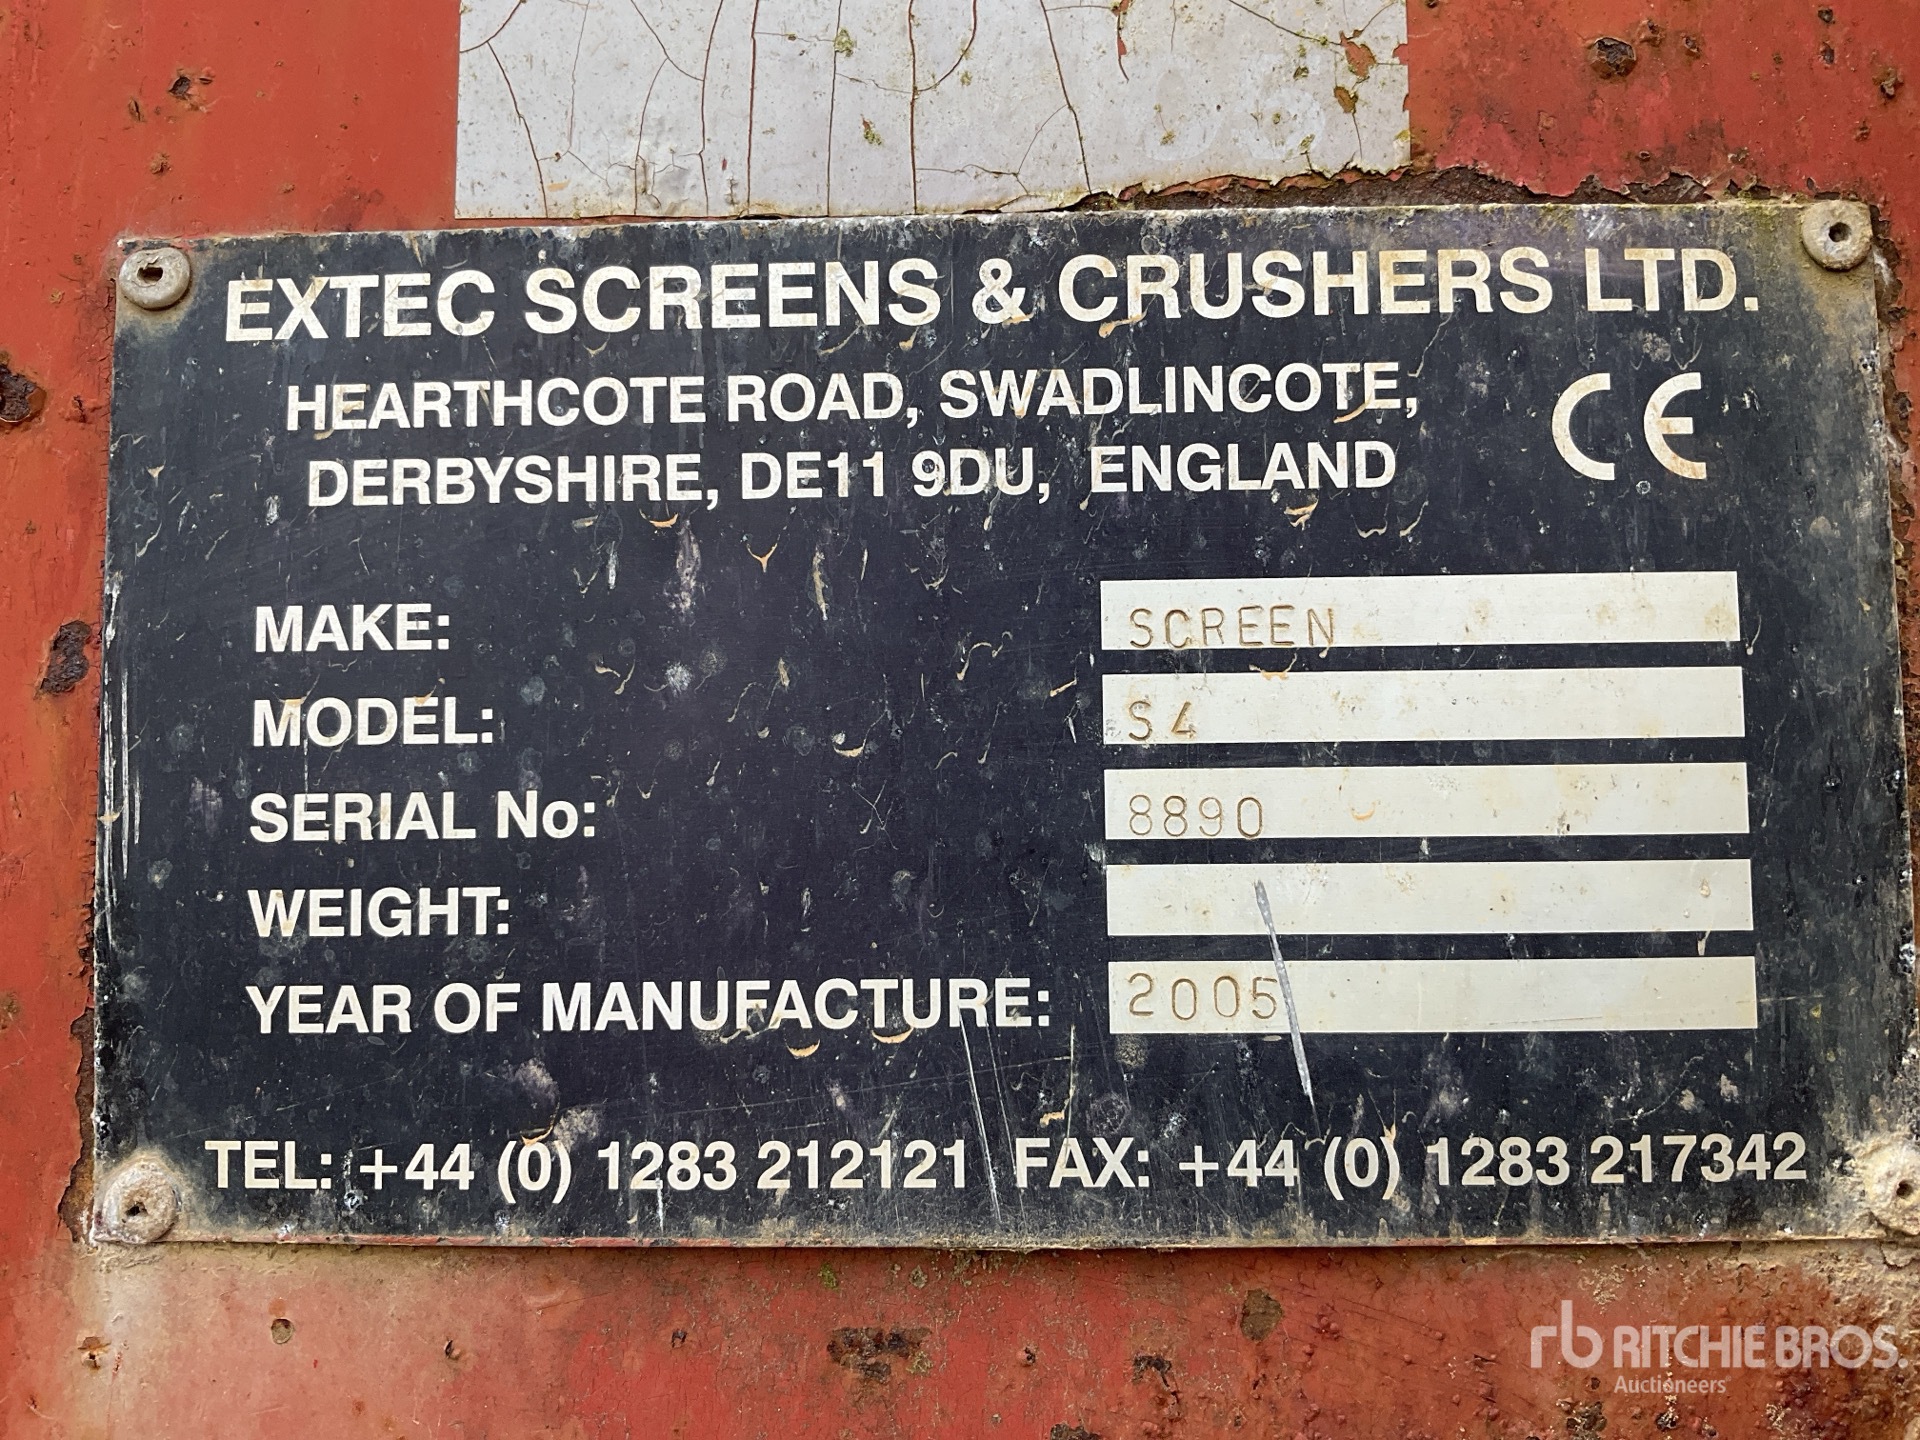 EXTEC SCREENS & CRUSHERS LTD.
HEARTHCOTE ROAD, SWADLINCOTE,
DERBYSHIRE, DE11 9DU, ENGLAND
CE
MAKE: SCREEN
MODEL: S4
SERIAL No: 8890
WEIGHT:
YEAR OF MANUFACTURE: 2005
TEL: +44 (0) 1283 212121 FAX: +44 (0) 1283 217342
rb RITCHIE BROS.
Auctioneers